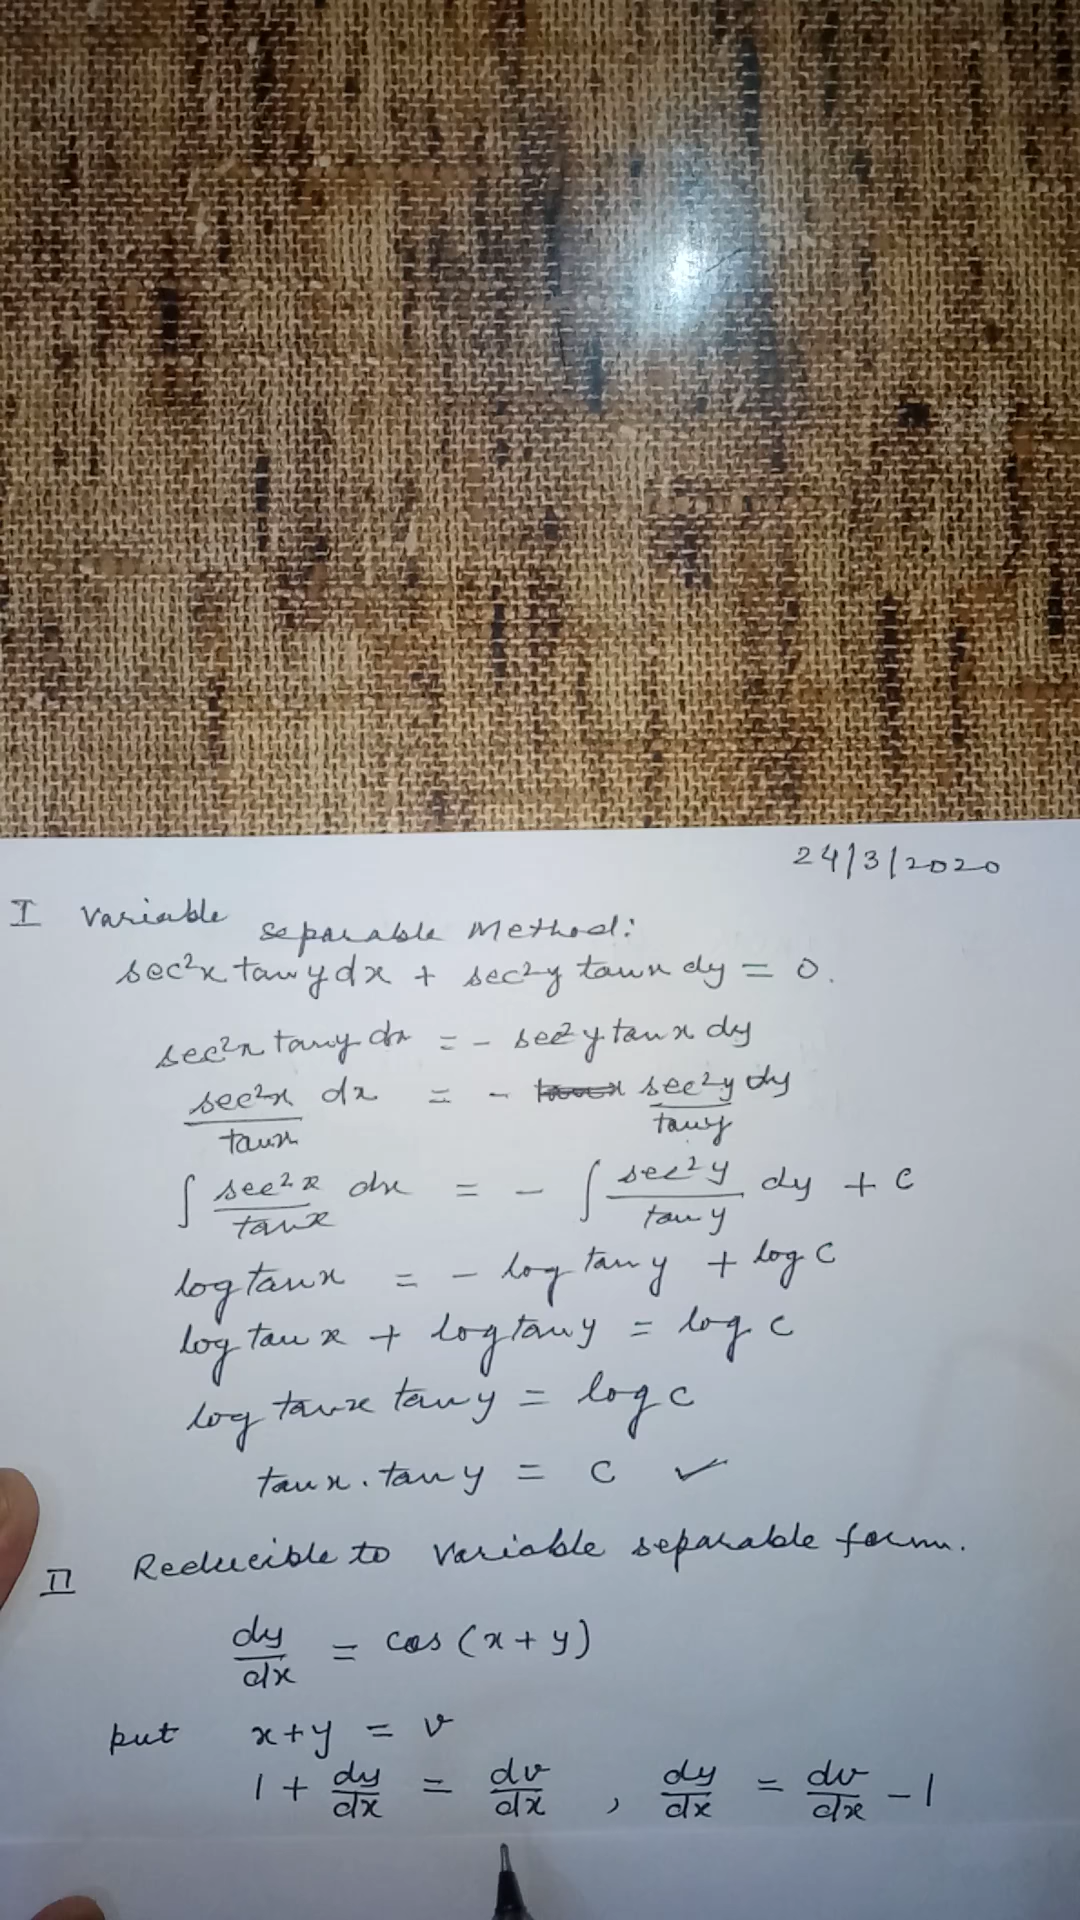 24/3/2020
I Variable separable Method:
sec²x tany dx + sec²y tanx dy = 0.
sec²x tany dx = - sec²y tanx dy
sec²x/tanx dx = - sec²y/tany dy
∫ sec²x/tanx dx = - ∫ sec²y/tany dy + C
log tanx = - log tany + log C
log tanx + log tany = log c
log tanx tany = log c
tanx . tany = c ✓
II Reducible to Variable separable form.
dy/dx = cos (x+y)
put x+y = v
1 + dy/dx = dv/dx , dy/dx = dv/dx - 1